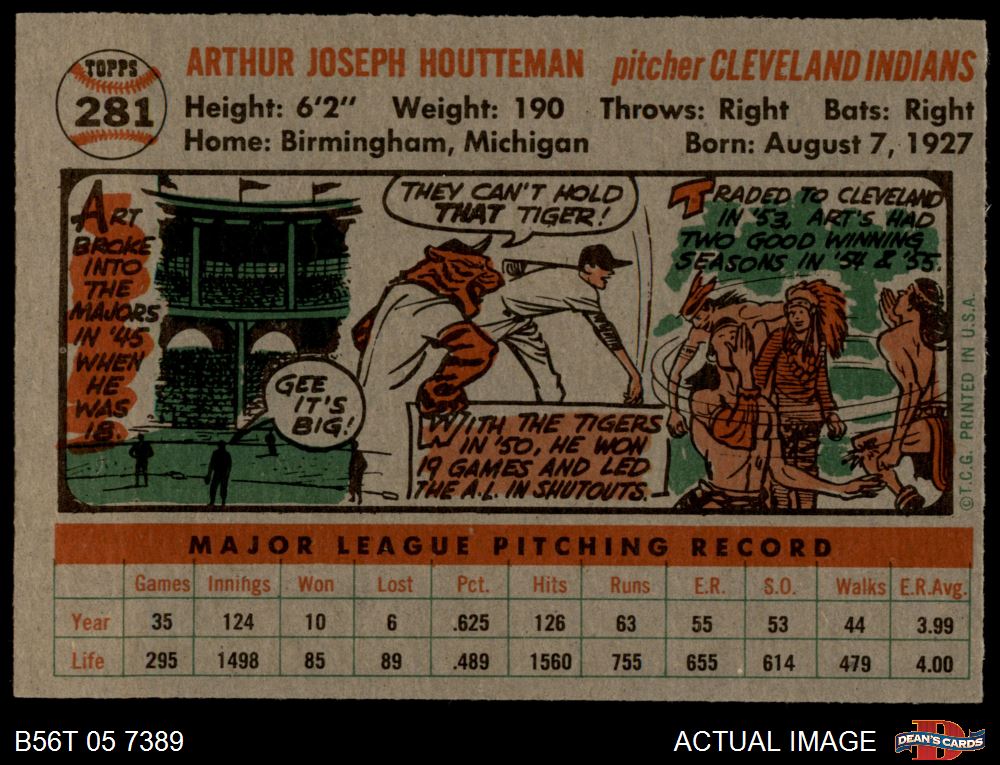 TOPPS
281
ARTHUR JOSEPH HOUTTEMAN pitcher CLEVELAND INDIANS
Height: 6'2" Weight: 190 Throws: Right Bats: Right
Home: Birmingham, Michigan Born: August 7, 1927
ART
BROKE
INTO
THE
MAJORS
IN '45
WHEN
HE
WAS
18.
GEE
IT'S
BIG!
THEY CAN'T HOLD
THAT TIGER!
WITH THE TIGERS
IN '50, HE WON
19 GAMES AND LED
THE A.L. IN SHUTOUTS.
TRADED TO CLEVELAND
IN '53, ART'S HAD
TWO GOOD WINNING
SEASONS IN '54 & '55.
©T.C.G. PRINTED IN U.S.A.
MAJOR LEAGUE PITCHING RECORD
Games Innings Won Lost Pct. Hits Runs E.R. S.O. Walks E.R.Avg.
Year 35 124 10 6 .625 126 63 55 53 44 3.99
Life 295 1498 85 89 .489 1560 755 655 614 479 4.00
B56T 05 7389 ACTUAL IMAGE DEAN'S CARDS